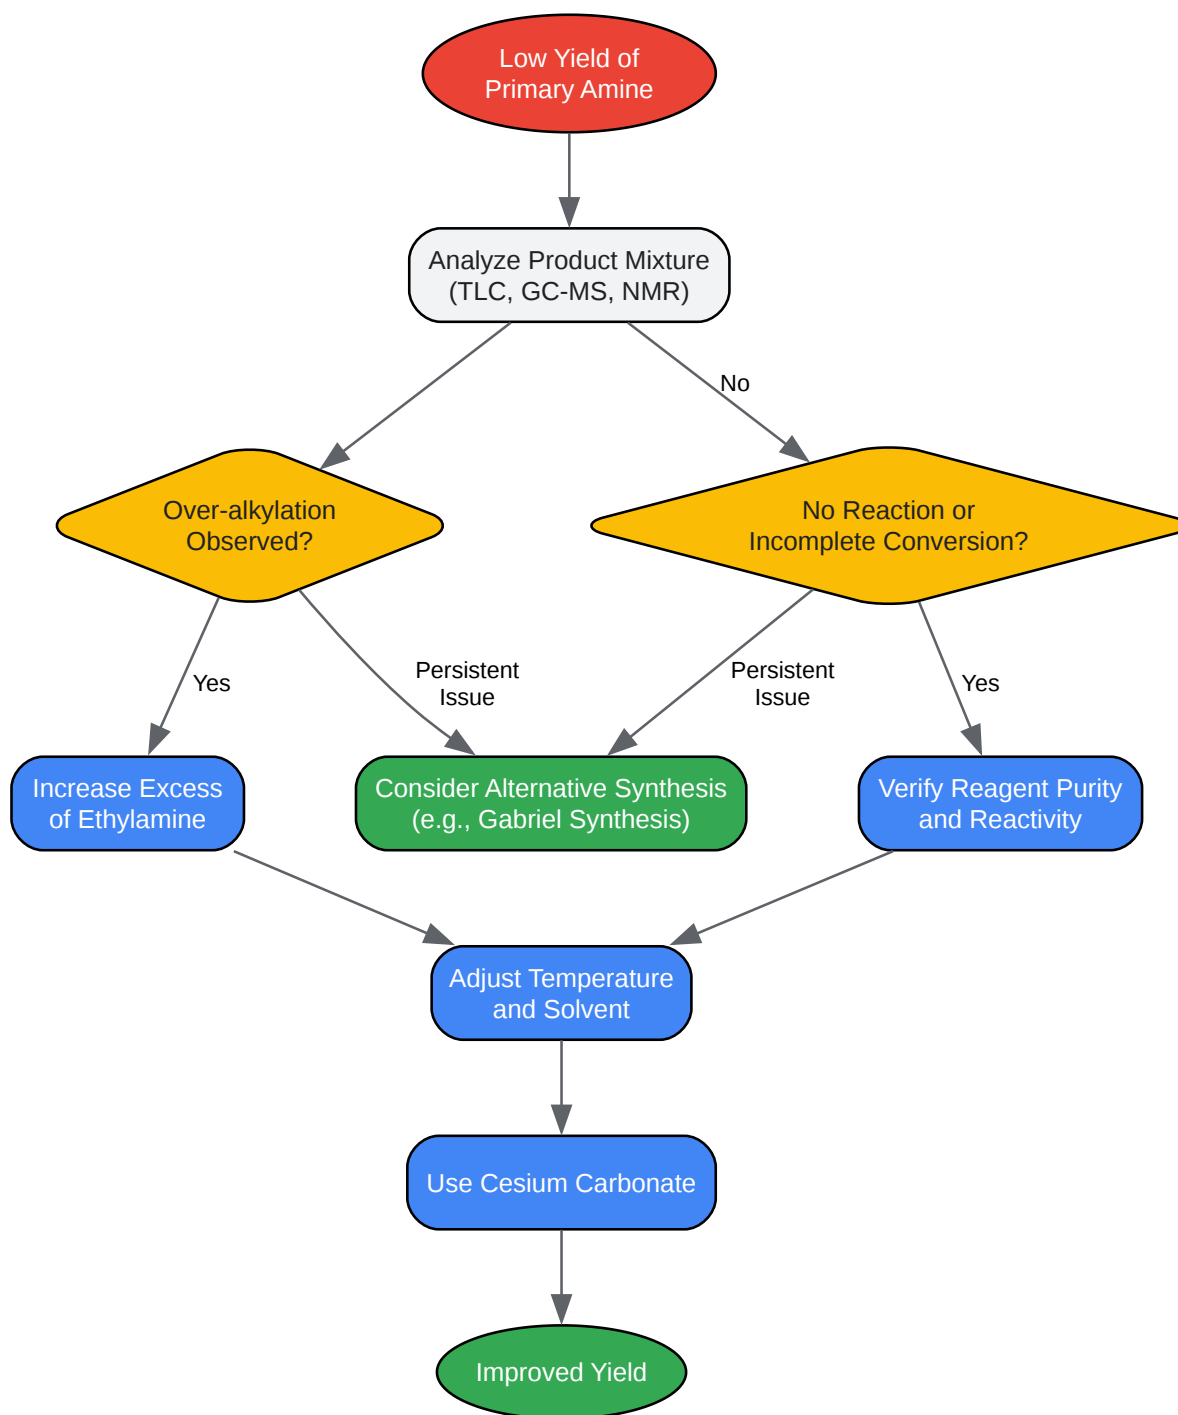 Low Yield of
Primary Amine
Analyze Product Mixture
(TLC, GC-MS, NMR)
No
Over-alkylation
Observed?
No Reaction or
Incomplete Conversion?
Yes
Persistent
Issue
Persistent
Issue
Yes
Increase Excess
of Ethylamine
Consider Alternative Synthesis
(e.g., Gabriel Synthesis)
Verify Reagent Purity
and Reactivity
Adjust Temperature
and Solvent
Use Cesium Carbonate
Improved Yield